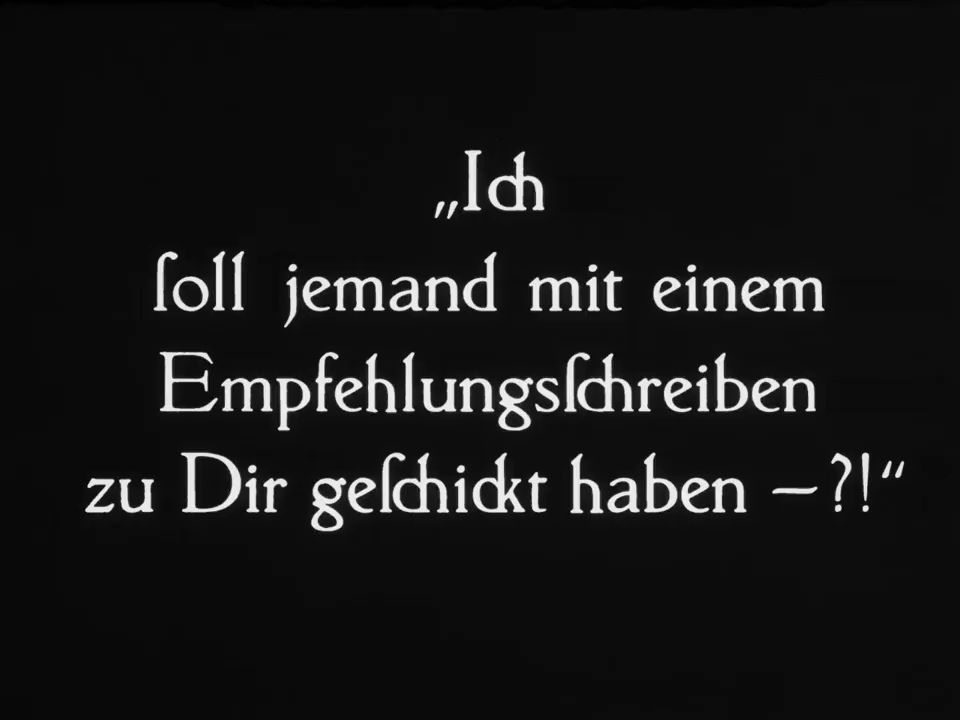 „Ich
ſoll jemand mit einem
Empfehlungsſchreiben
zu Dir geſchickt haben —?!“